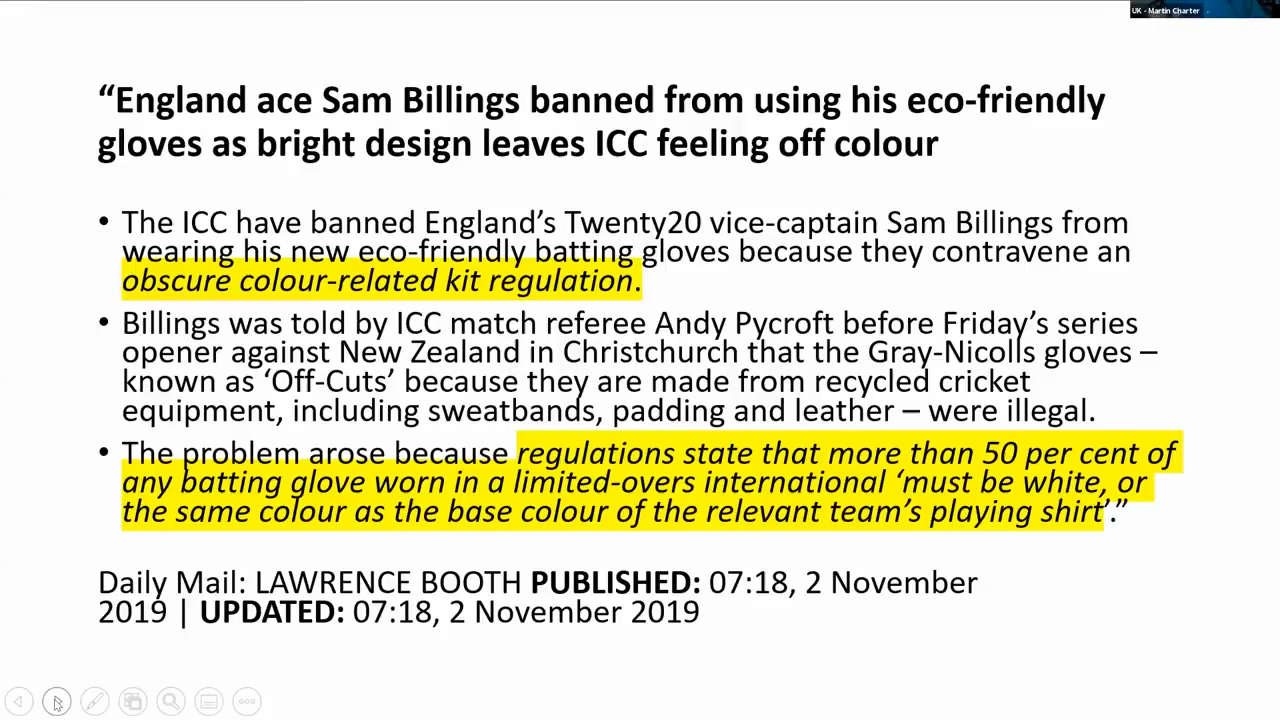 UK - Martin Charter
“England ace Sam Billings banned from using his eco-friendly
gloves as bright design leaves ICC feeling off colour
• The ICC have banned England’s Twenty20 vice-captain Sam Billings from
wearing his new eco-friendly batting gloves because they contravene an
obscure colour-related kit regulation.
• Billings was told by ICC match referee Andy Pycroft before Friday’s series
opener against New Zealand in Christchurch that the Gray-Nicolls gloves –
known as ‘Off-Cuts’ because they are made from recycled cricket
equipment, including sweatbands, padding and leather – were illegal.
• The problem arose because regulations state that more than 50 per cent of
any batting glove worn in a limited-overs international ‘must be white, or
the same colour as the base colour of the relevant team’s playing shirt’.”
Daily Mail: LAWRENCE BOOTH PUBLISHED: 07:18, 2 November
2019 | UPDATED: 07:18, 2 November 2019